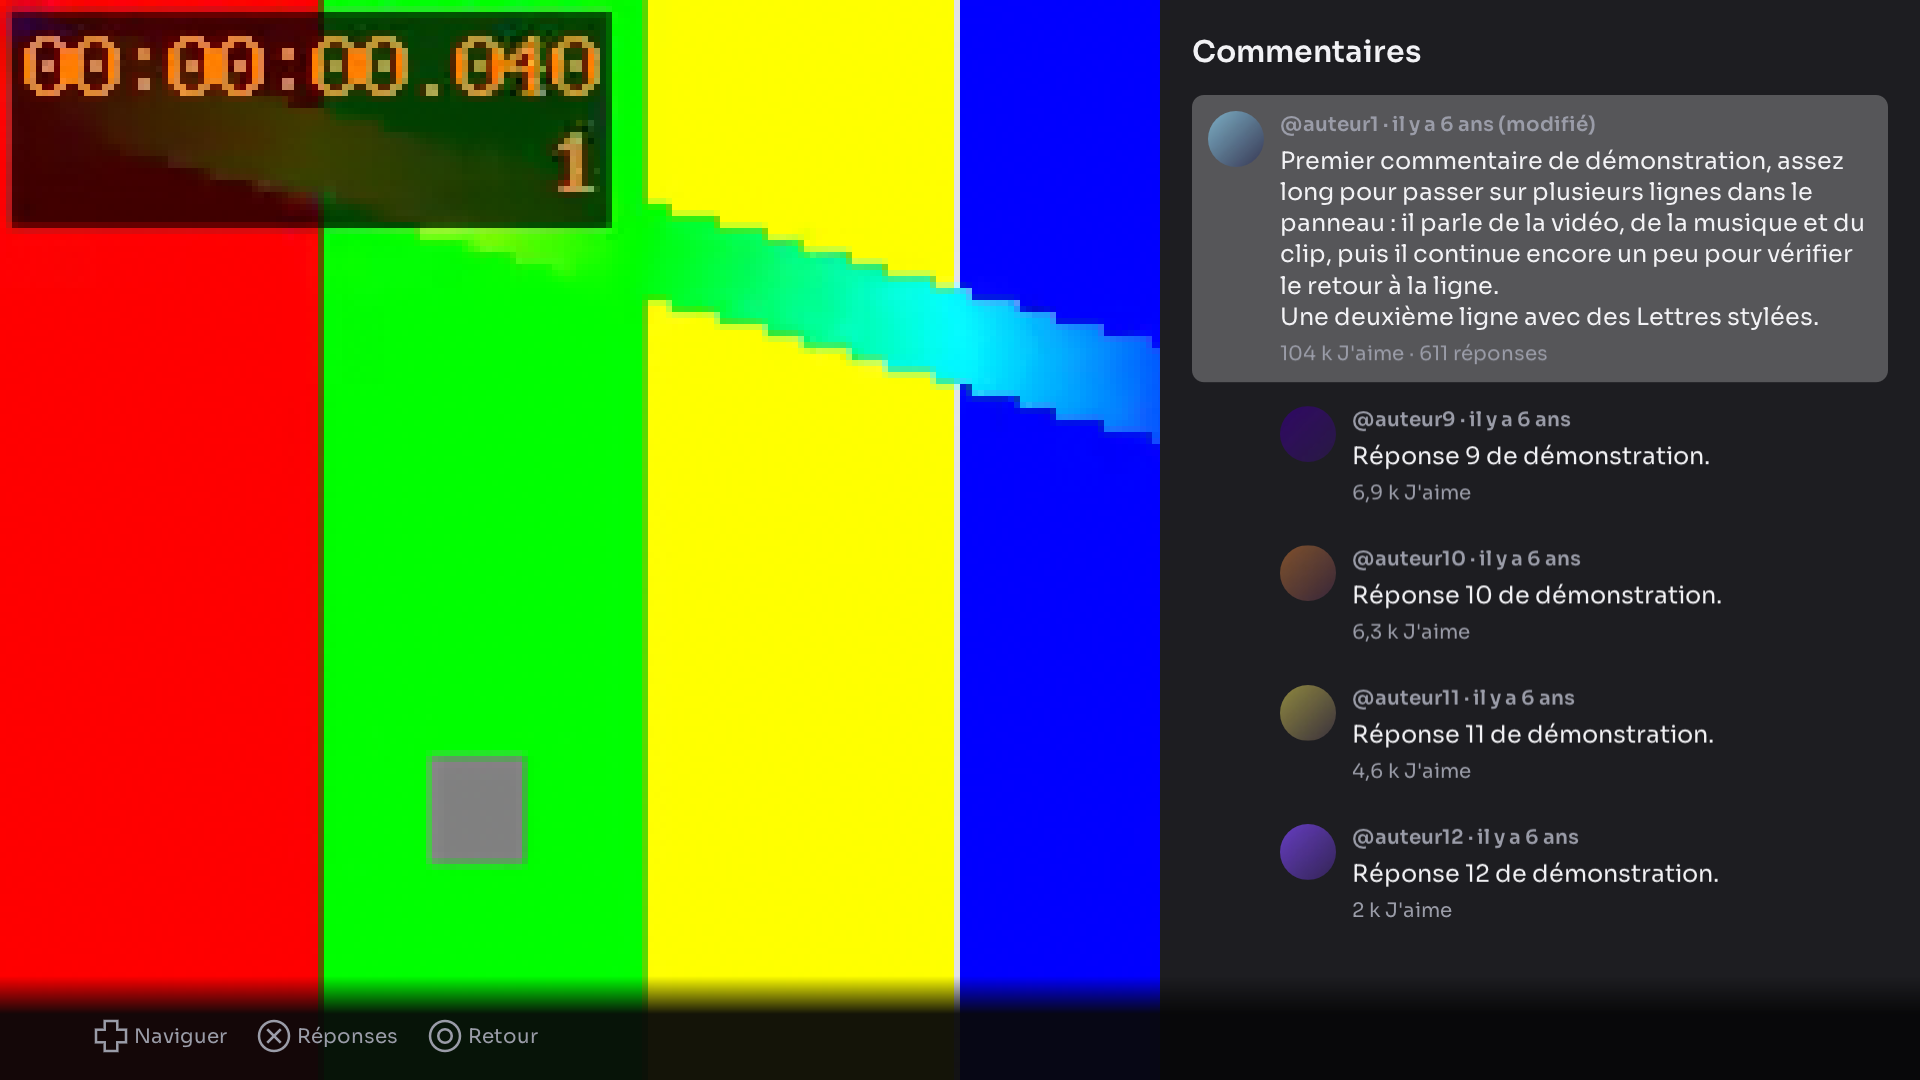 00:00:00.040
1
Commentaires
@auteur1 · il y a 6 ans (modifié)
Premier commentaire de démonstration, assez
long pour passer sur plusieurs lignes dans le
panneau : il parle de la vidéo, de la musique et du
clip, puis il continue encore un peu pour vérifier
le retour à la ligne.
Une deuxième ligne avec des Lettres stylées.
104 k J'aime · 611 réponses
@auteur9 · il y a 6 ans
Réponse 9 de démonstration.
6,9 k J'aime
@auteur10 · il y a 6 ans
Réponse 10 de démonstration.
6,3 k J'aime
@auteur11 · il y a 6 ans
Réponse 11 de démonstration.
4,6 k J'aime
@auteur12 · il y a 6 ans
Réponse 12 de démonstration.
2 k J'aime
Naviguer Réponses Retour